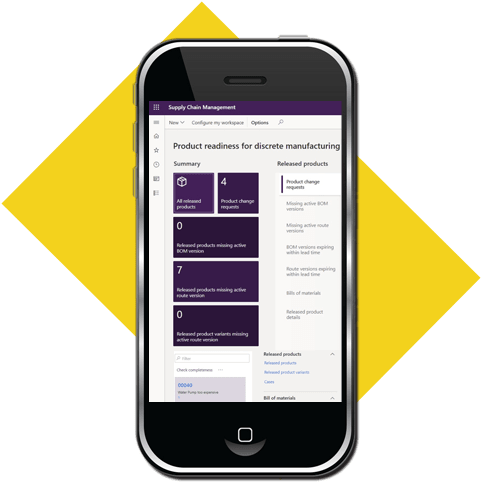 Supply Chain Management
New Configure my workspace Options
Product readiness for discrete manufacturing
Summary
All released
products
4
Product change
requests
0
Released products missing active
BOM version
7
Released products missing active
route version
0
Released product variants missing
active route version
Released products
Product change
requests
Missing active BOM
versions
Missing active route
versions
BOM versions expiring
within lead time
Route versions expiring
within lead time
Bills of materials
Released product
details
Filter
Check completeness
00040
Water Pump too expensive
Released products
Released products
Released product variants
Cases
Bill of materials